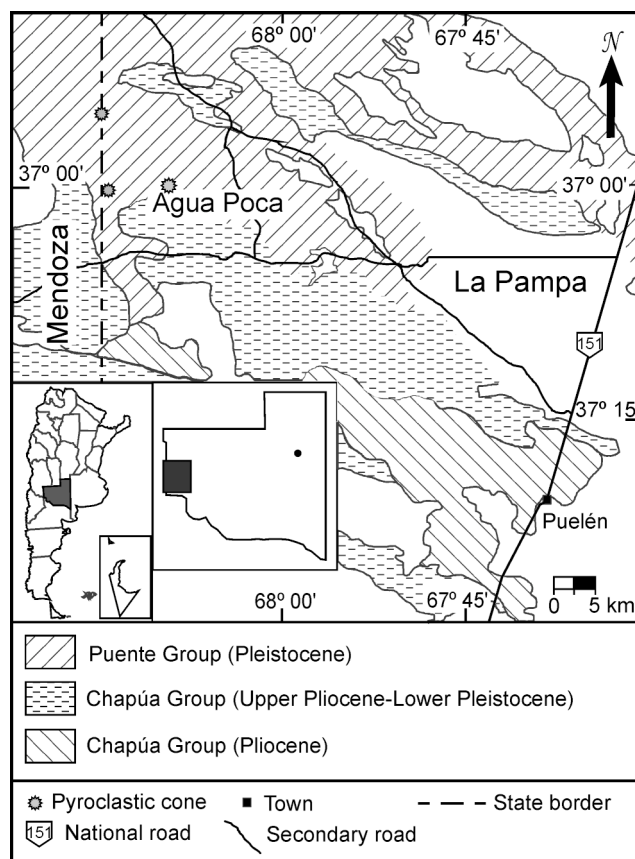 68º 00'
67º 45'
N
37º 00'
37º 00'
Agua Poca
Mendoza
La Pampa
151
37º 15'
Puelén
68º 00'
67º 45'
0 5 km
Puente Group (Pleistocene)
Chapúa Group (Upper Pliocene-Lower Pleistocene)
Chapúa Group (Pliocene)
Pyroclastic cone
Town
State border
151 National road
Secondary road